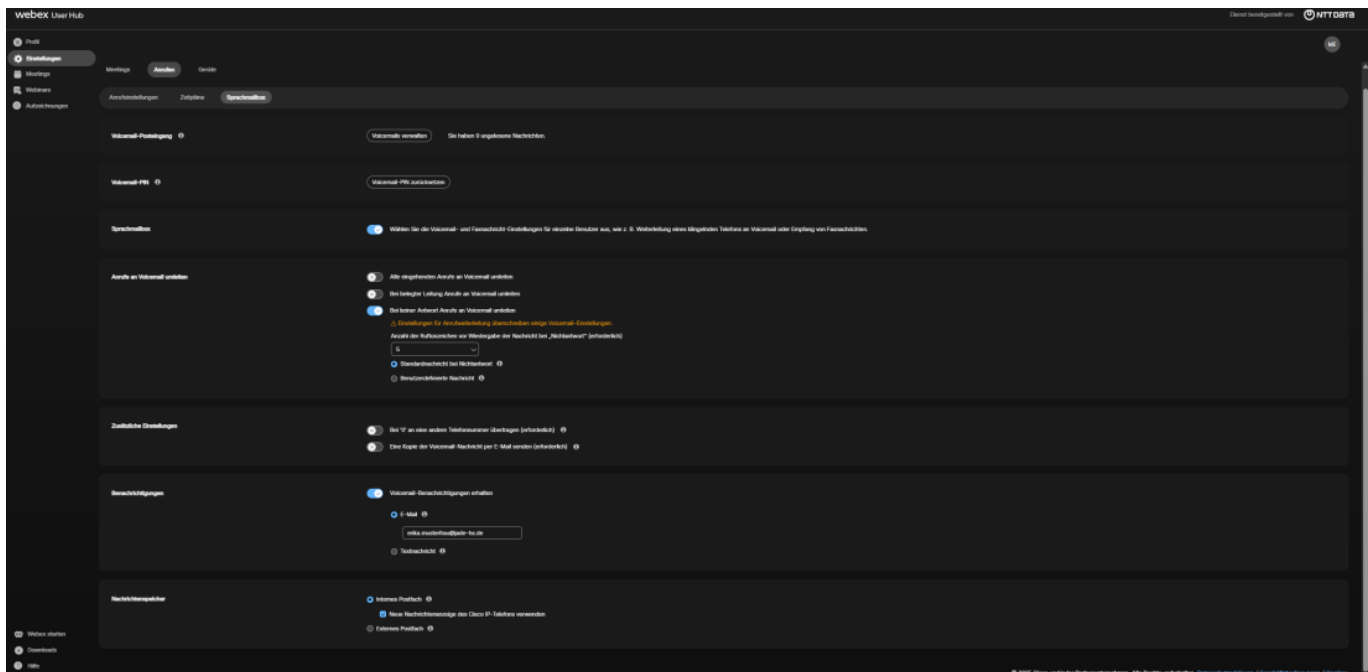 webex User Hub
Dienst bereitgestellt von NTT DATA
ME
Profil
Einstellungen
Meetings
Webinare
Aufzeichnungen
Meetings Anrufen Geräte
Anrufeinstellungen Zeitpläne Sprachmailbox
Voicemail-Posteingang Voicemails verwalten Sie haben 0 ungelesene Nachrichten.
Voicemail-PIN Voicemail-PIN zurücksetzen
Sprachmailbox Wählen Sie die Voicemail- und Faxnachricht-Einstellungen für einzelne Benutzer aus, wie z. B. Weiterleitung eines klingelnden Telefons an Voicemail oder Empfang von Faxnachrichten.
Anrufe an Voicemail umleiten Alle eingehenden Anrufe an Voicemail umleiten
Bei belegter Leitung Anrufe an Voicemail umleiten
Bei keiner Antwort Anrufe an Voicemail umleiten
Einstellungen für Anrufweiterleitung überschreiben einige Voicemail-Einstellungen.
Anzahl der Ruftonzeichen vor Wiedergabe der Nachricht bei „Nichtantwort“ (erforderlich)
Standardnachricht bei Nichtantwort
Benutzerdefinierte Nachricht
Zusätzliche Einstellungen Bei '0' an eine andere Telefonnummer übertragen (erforderlich)
Eine Kopie der Voicemail-Nachricht per E-Mail senden (erforderlich)
Benachrichtigungen Voicemail-Benachrichtigungen erhalten
E-Mail
erika.musterfrau@jade-hs.de
Textnachricht
Nachrichtenspeicher Internes Postfach
Neue Nachrichtenanzeige des Cisco IP-Telefons verwenden
Externes Postfach
Webex starten
Downloads
Hilfe